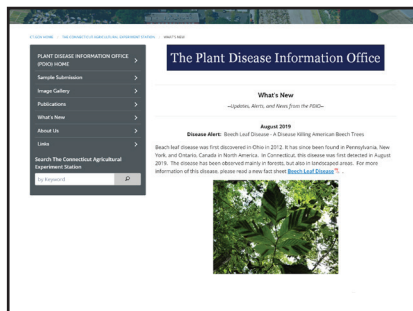 CT.GOV HOME › THE CONNECTICUT AGRICULTURAL EXPERIMENT STATION › WHAT'S NEW
PLANT DISEASE INFORMATION OFFICE
(PDIO) HOME
Sample Submission
Image Gallery
Publications
What's New
About Us
Links
Search The Connecticut Agricultural
Experiment Station
by Keyword
The Plant Disease Information Office
What's New
—Updates, Alerts, and News from the PDIO—
August 2019
Disease Alert: Beech Leaf Disease - A Disease Killing American Beech Trees
Beech leaf disease was first discovered in Ohio in 2012. It has since been found in Pennsylvania, New
York, and Ontario, Canada in North America. In Connecticut, this disease was first detected in August
2019. The disease has been observed mainly in forests, but also in landscaped areas. For more
information of this disease, please read a new fact sheet Beech Leaf Disease